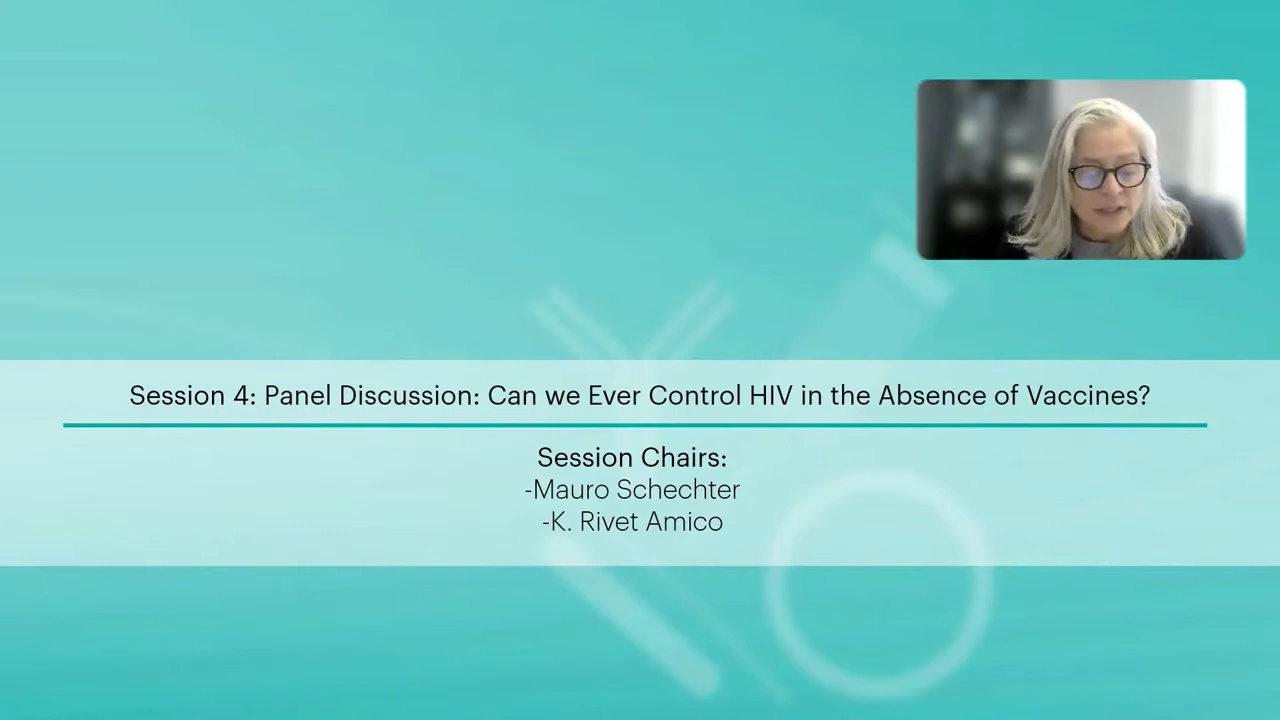 Session 4: Panel Discussion: Can we Ever Control HIV in the Absence of Vaccines?
Session Chairs:
-Mauro Schechter
-K. Rivet Amico